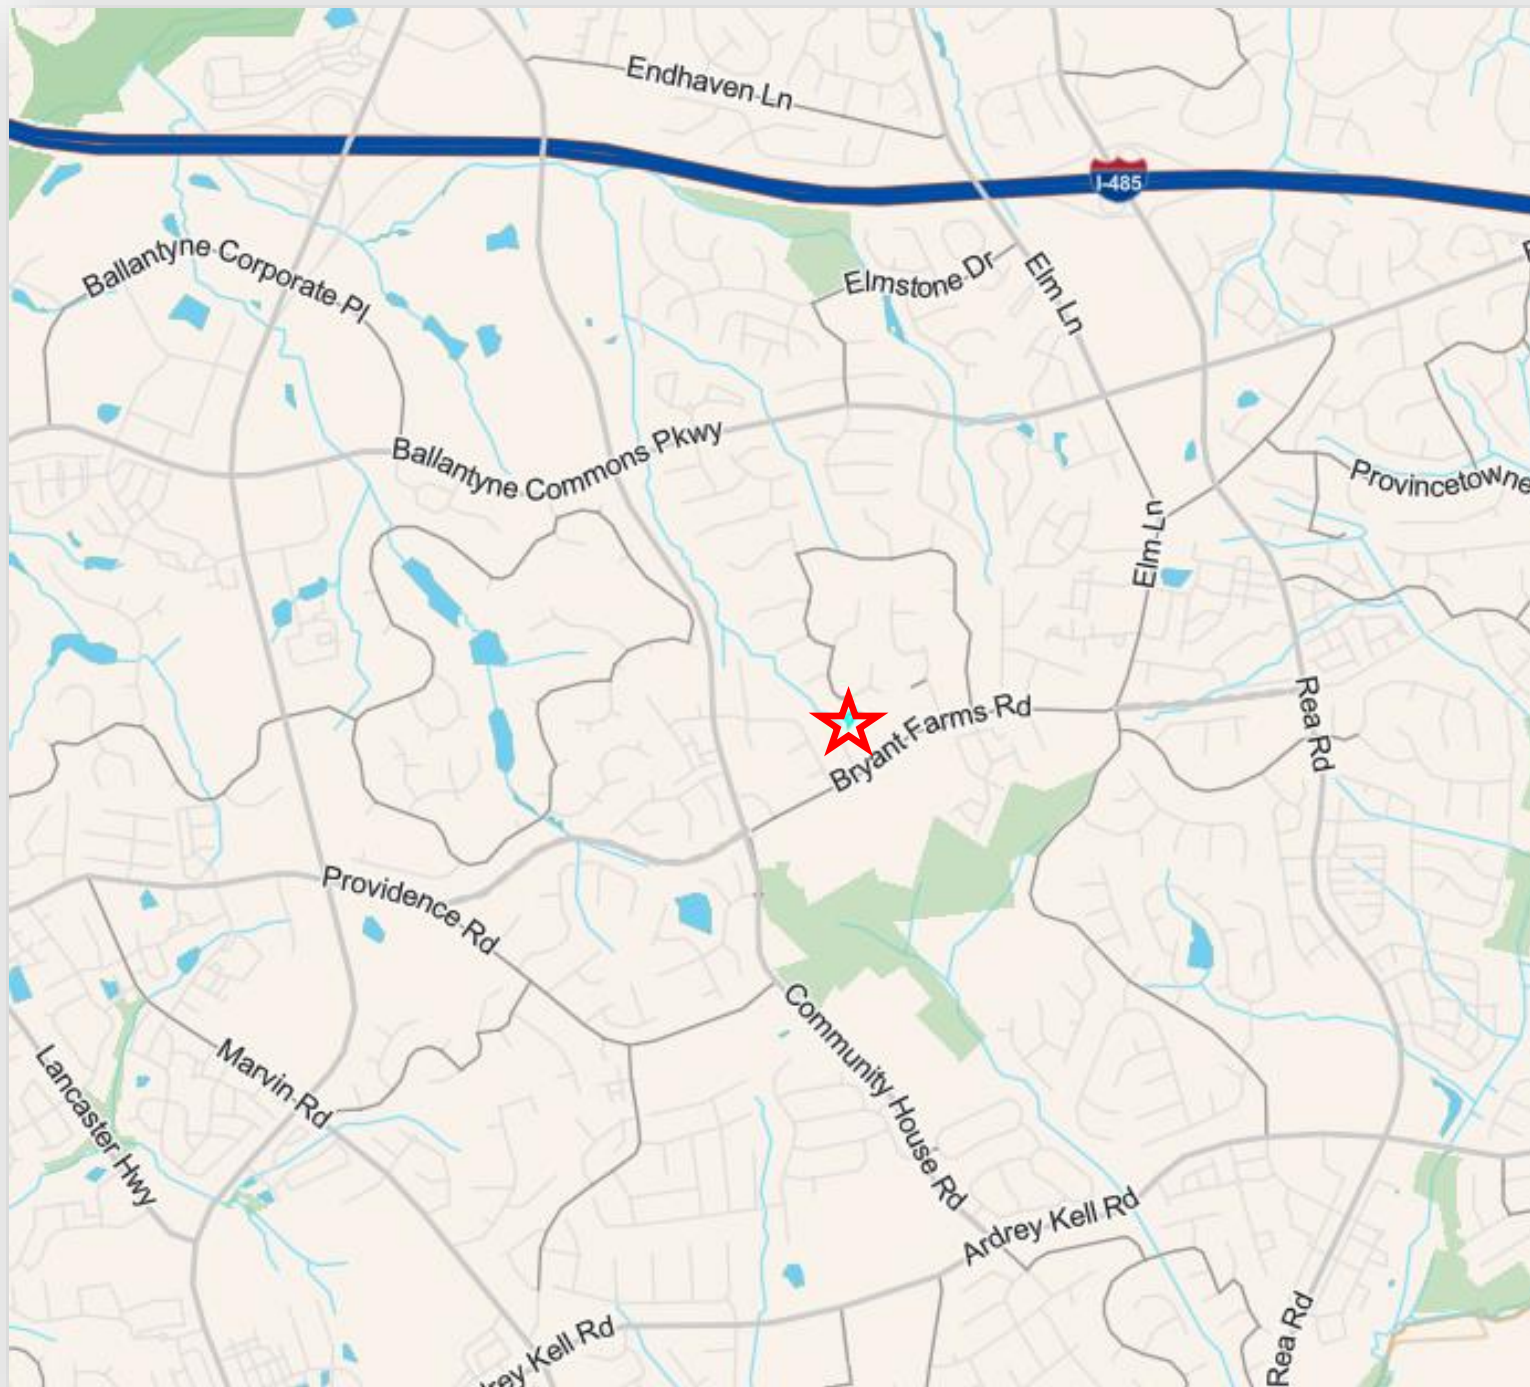 Endhaven Ln
I-485
Ballantyne Corporate Pl
Elmstone Dr
Elm Ln
Ballantyne Commons Pkwy
Provincetowne
Elm Ln
Bryant Farms Rd
Rea Rd
Providence Rd
Community House Rd
Marvin Rd
Lancaster Hwy
Ardrey Kell Rd
rey Kell Rd
Rea Rd